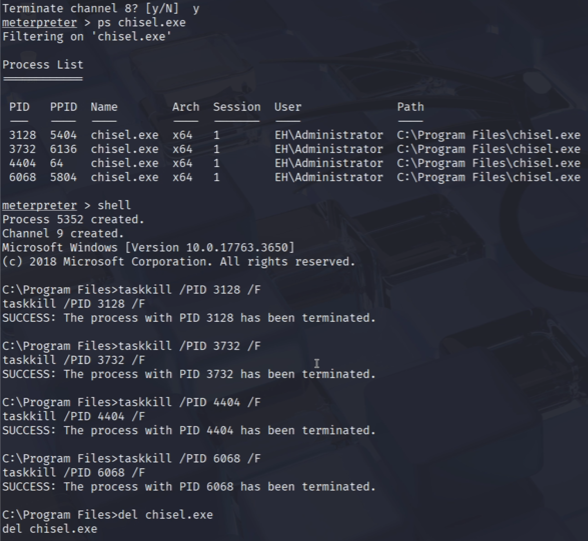 Terminate channel 8? [y/N]  y
meterpreter > ps chisel.exe
Filtering on 'chisel.exe'
Process List
PID   PPID  Name        Arch  Session  User              Path
3128  5404  chisel.exe  x64   1        EH\Administrator  C:\Program Files\chisel.exe
3732  6136  chisel.exe  x64   1        EH\Administrator  C:\Program Files\chisel.exe
4404  64    chisel.exe  x64   1        EH\Administrator  C:\Program Files\chisel.exe
6068  5804  chisel.exe  x64   1        EH\Administrator  C:\Program Files\chisel.exe
meterpreter > shell
Process 5352 created.
Channel 9 created.
Microsoft Windows [Version 10.0.17763.3650]
(c) 2018 Microsoft Corporation. All rights reserved.
C:\Program Files>taskkill /PID 3128 /F
taskkill /PID 3128 /F
SUCCESS: The process with PID 3128 has been terminated.
C:\Program Files>taskkill /PID 3732 /F
taskkill /PID 3732 /F
SUCCESS: The process with PID 3732 has been terminated.
C:\Program Files>taskkill /PID 4404 /F
taskkill /PID 4404 /F
SUCCESS: The process with PID 4404 has been terminated.
C:\Program Files>taskkill /PID 6068 /F
taskkill /PID 6068 /F
SUCCESS: The process with PID 6068 has been terminated.
C:\Program Files>del chisel.exe
del chisel.exe